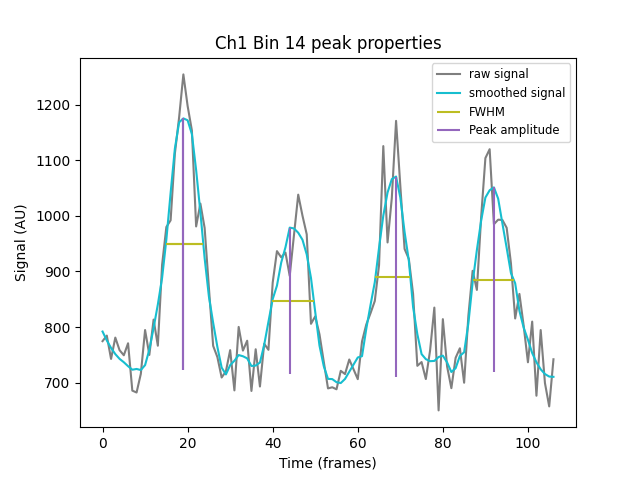 Ch1 Bin 14 peak properties
raw signal
smoothed signal
FWHM
Peak amplitude
Signal (AU)
1200
1100
1000
900
800
700
0 20 40 60 80 100
Time (frames)